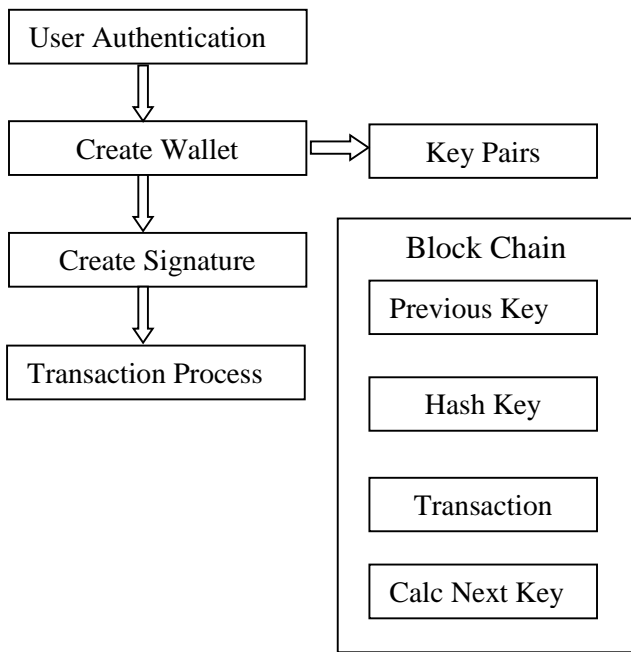 User Authentication
Create Wallet
Key Pairs
Create Signature
Transaction Process
Block Chain
Previous Key
Hash Key
Transaction
Calc Next Key